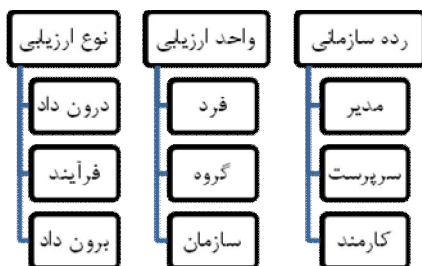 رده سازمانی
مدیر
سرپرست
کارمند
واحد ارزیابی
فرد
گروه
سازمان
نوع ارزیابی
درون داد
فرآیند
برون داد